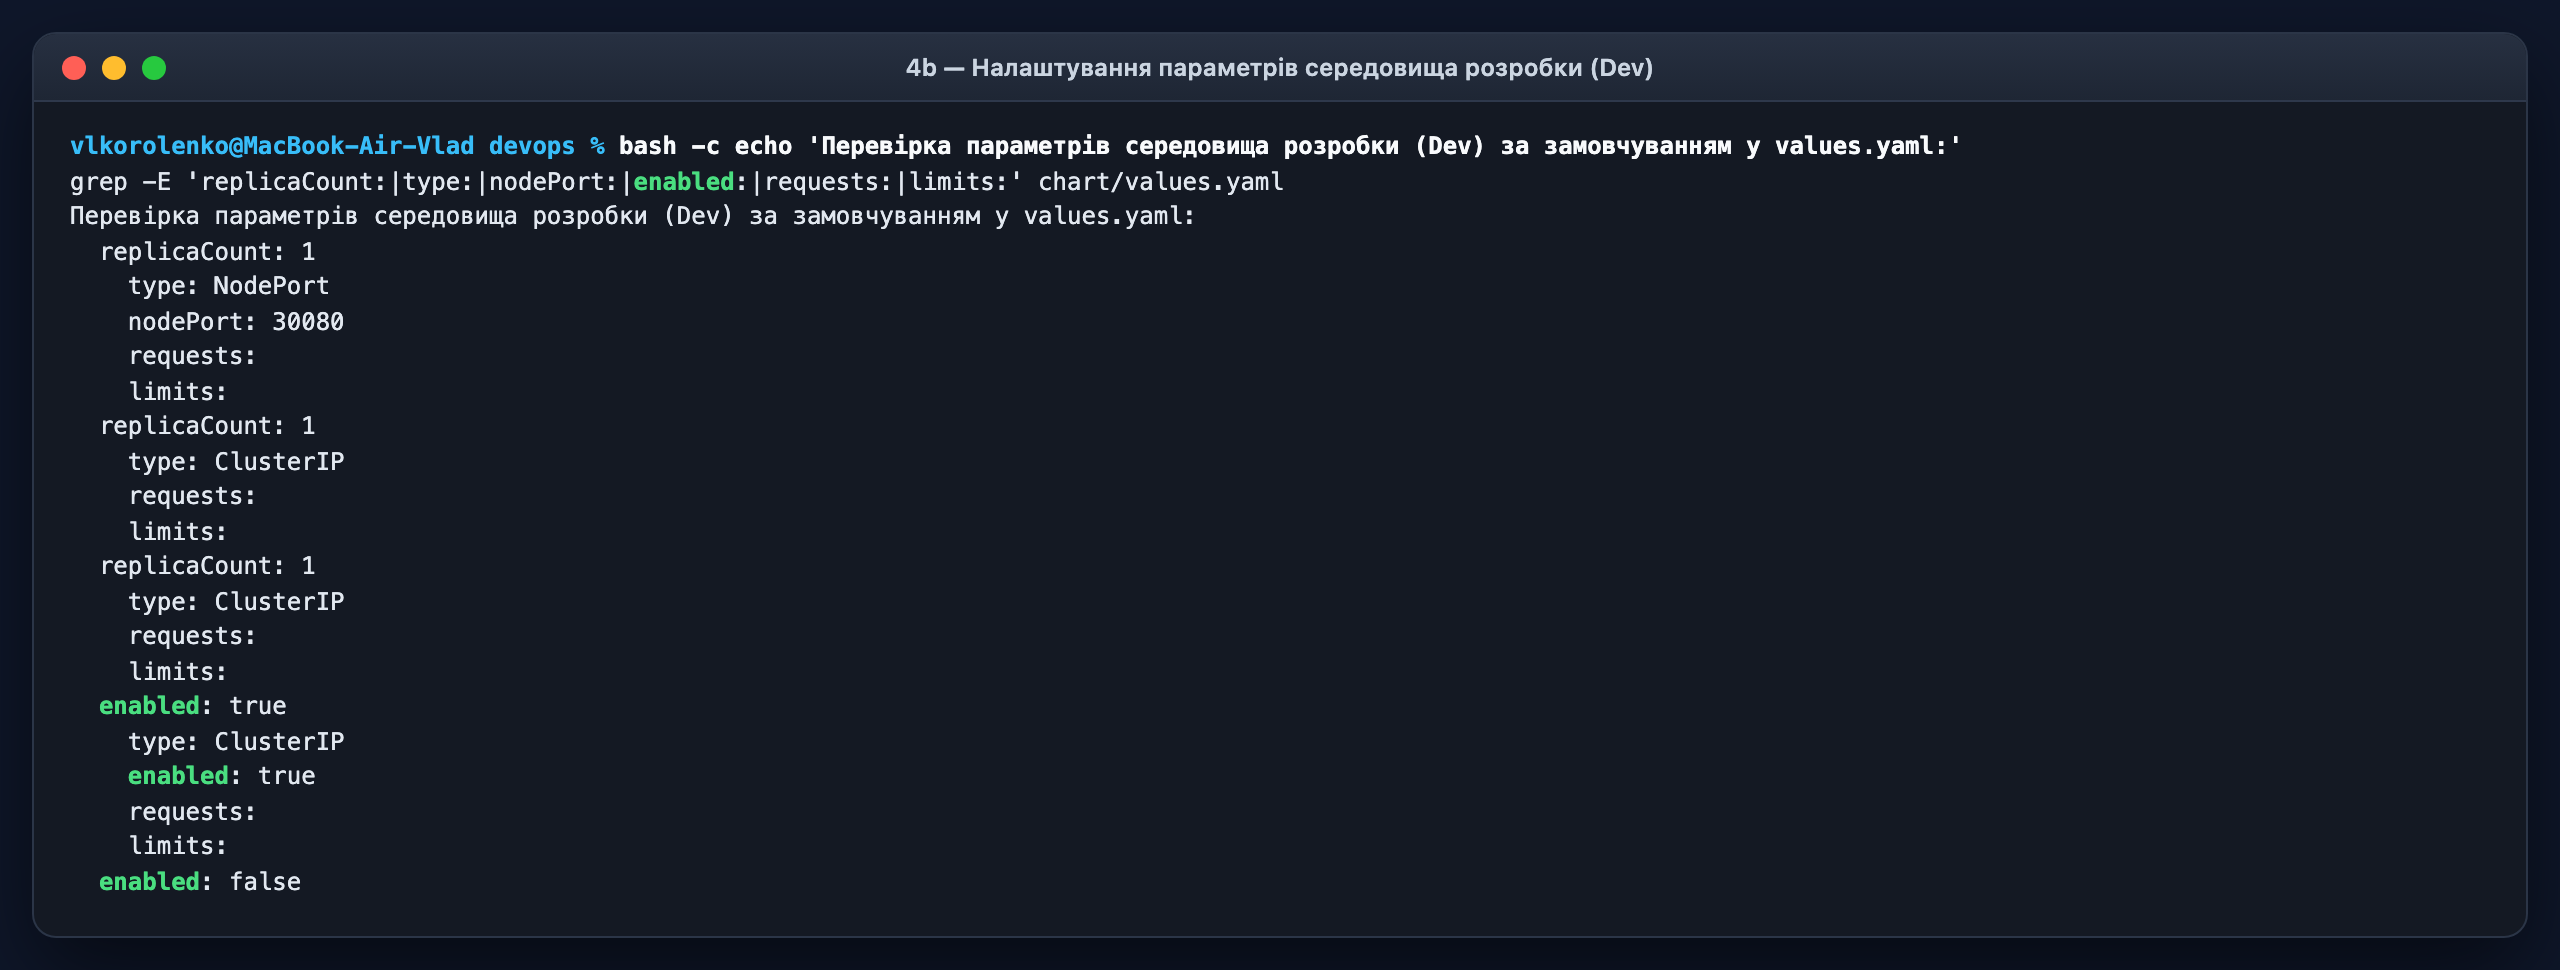 4b — Налаштування параметрів середовища розробки (Dev)
vlkorolenko@MacBook-Air-Vlad devops % bash -c echo 'Перевірка параметрів середовища розробки (Dev) за замовчуванням у values.yaml:'
grep -E 'replicaCount:|type:|nodePort:|enabled:|requests:|limits:' chart/values.yaml
Перевірка параметрів середовища розробки (Dev) за замовчуванням у values.yaml:
  replicaCount: 1
    type: NodePort
    nodePort: 30080
    requests:
    limits:
  replicaCount: 1
    type: ClusterIP
    requests:
    limits:
  replicaCount: 1
    type: ClusterIP
    requests:
    limits:
  enabled: true
    type: ClusterIP
    enabled: true
    requests:
    limits:
  enabled: false